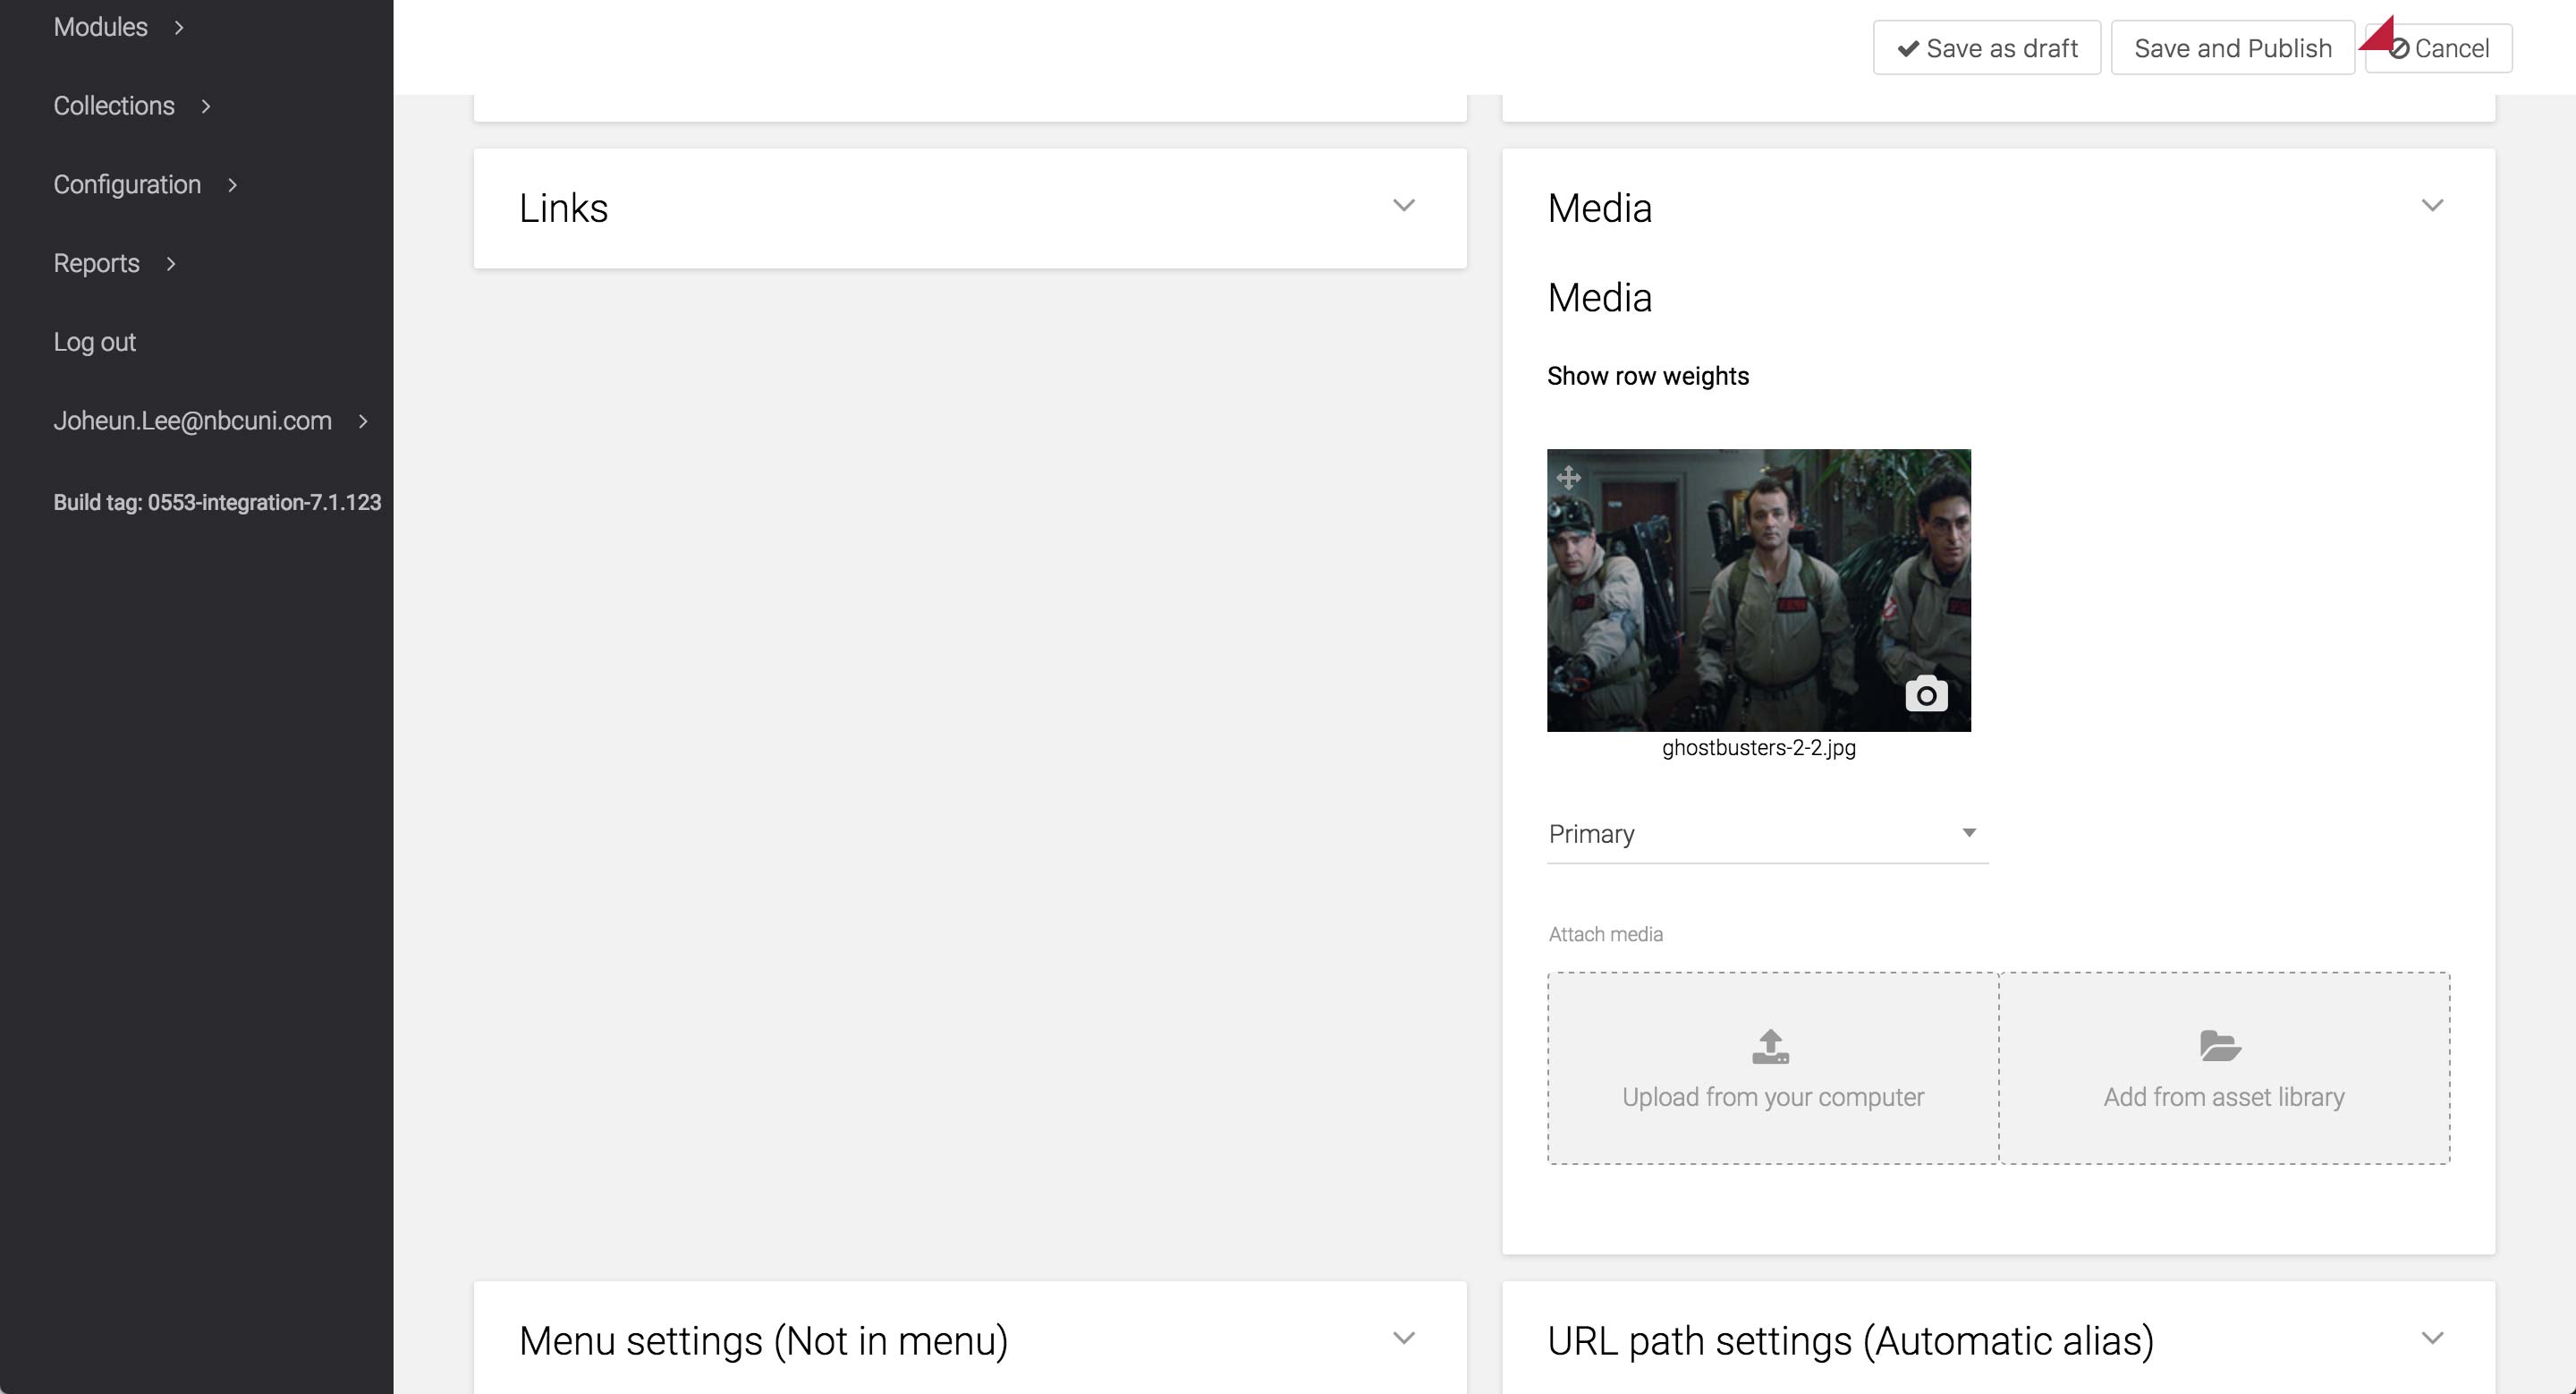 Modules
Collections
Configuration
Reports
Log out
Joheun.Lee@nbcuni.com
Build tag: 0553-integration-7.1.123
Save as draft
Save and Publish
Cancel
Links
Media
Media
Show row weights
ghostbusters-2-2.jpg
Primary
Attach media
Upload from your computer
Add from asset library
Menu settings (Not in menu)
URL path settings (Automatic alias)